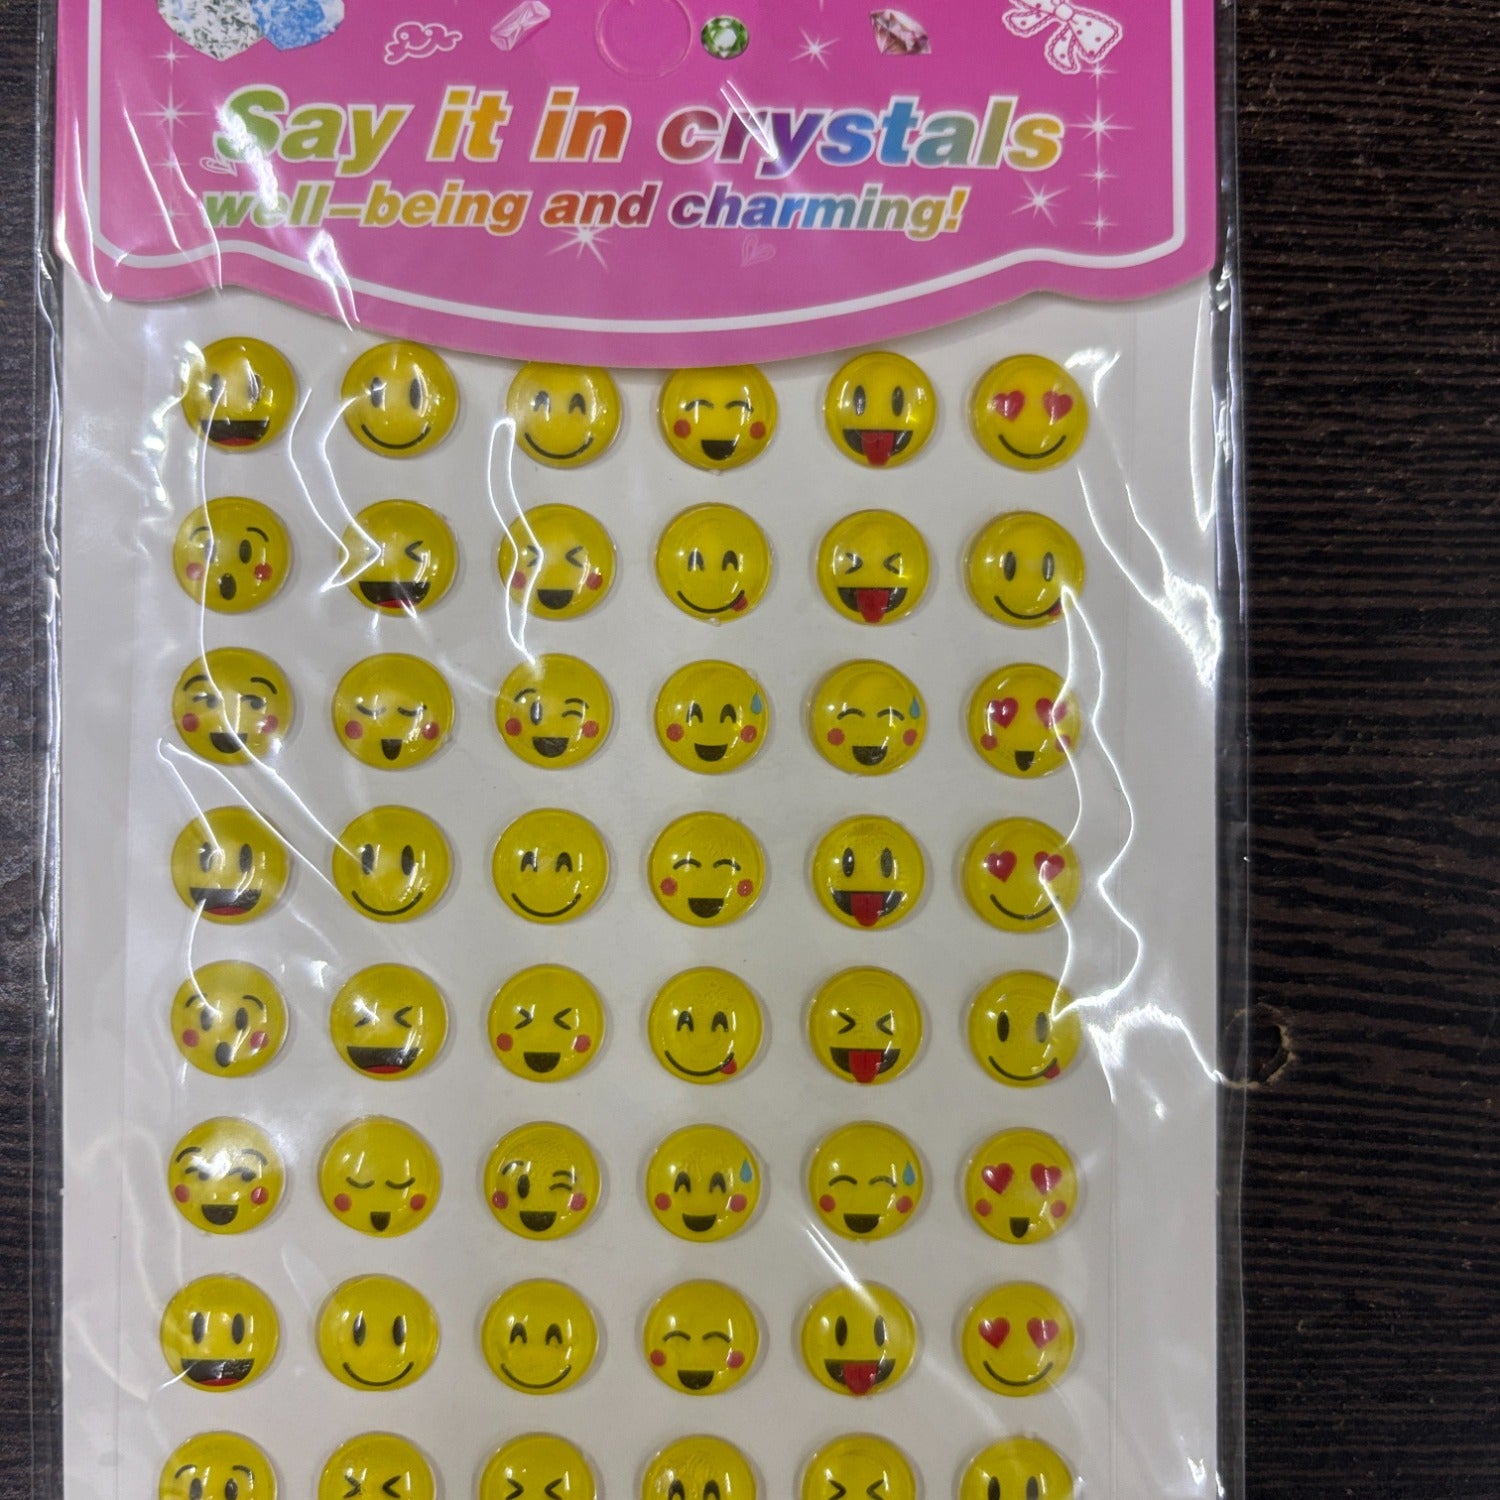 Say it in crystals
well-being and charming!